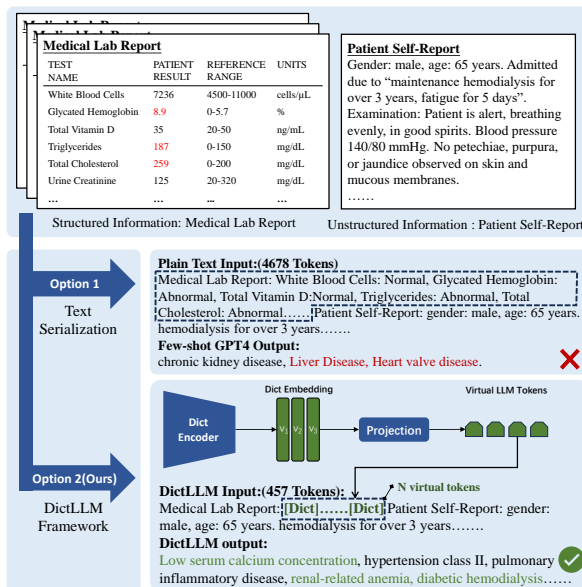 Medical Lab Report
Medical Lab Report
Medical Lab Report
TEST NAME PATIENT RESULT REFERENCE RANGE UNITS
White Blood Cells 7236 4500-11000 cells/μL
Glycated Hemoglobin 8.9 0-5.7 %
Total Vitamin D 35 20-50 ng/mL
Triglycerides 187 0-150 mg/dL
Total Cholesterol 259 0-200 mg/dL
Urine Creatinine 125 20-320 mg/dL
... ... ... ...
Structured Information: Medical Lab Report
Patient Self-Report
Gender: male, age: 65 years. Admitted
due to “maintenance hemodialysis for
over 3 years, fatigue for 5 days”.
Examination: Patient is alert, breathing
evenly, in good spirits. Blood pressure
140/80 mmHg. No petechiae, purpura,
or jaundice observed on skin and
mucous membranes.
……
Unstructured Information : Patient Self-Report
Option 1
Text
Serialization
Plain Text Input:(4678 Tokens)
Medical Lab Report: White Blood Cells: Normal, Glycated Hemoglobin:
Abnormal, Total Vitamin D:Normal, Triglycerides: Abnormal, Total
Cholesterol: Abnormal…… Patient Self-Report: gender: male, age: 65 years.
hemodialysis for over 3 years…….
Few-shot GPT4 Output:
chronic kidney disease, Liver Disease, Heart valve disease.
Option 2(Ours)
DictLLM
Framework
Dict Embedding
Virtual LLM Tokens
Dict
Encoder
V1 V2 V3
Projection
N virtual tokens
DictLLM Input:(457 Tokens):
Medical Lab Report: [Dict]……[Dict] Patient Self-Report: gender:
male, age: 65 years. hemodialysis for over 3 years…….
DictLLM output:
Low serum calcium concentration, hypertension class II, pulmonary
inflammatory disease, renal-related anemia, diabetic hemodialysis……